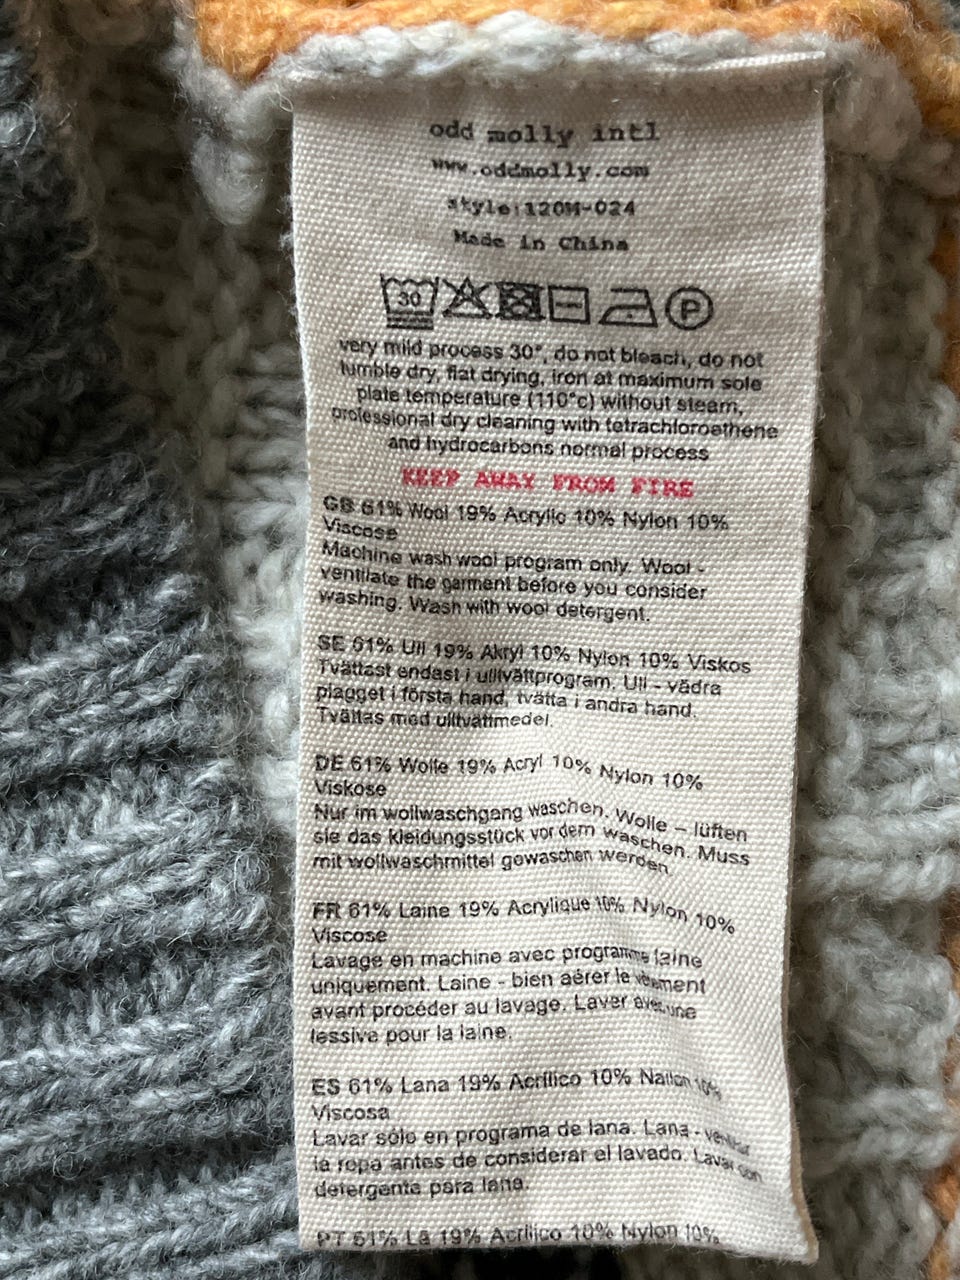 odd molly intl
www.oddmolly.com
style:120M-024
Made in China
30 P
very mild process 30°, do not bleach, do not
tumble dry, flat drying, iron at maximum sole
plate temperature (110°c) without steam,
professional dry cleaning with tetrachloroethene
and hydrocarbons normal process
KEEP AWAY FROM FIRE
GB 61% Wool 19% Acrylic 10% Nylon 10%
Viscose
Machine wash wool program only. Wool -
ventilate the garment before you consider
washing. Wash with wool detergent.
SE 61% Ull 19% Akryl 10% Nylon 10% Viskos
Tvättast endast i ulltvättprogram. Ull - vädra
plagget i första hand, tvätta i andra hand.
Tvättas med ulltvättmedel.
DE 61% Wolle 19% Acryl 10% Nylon 10%
Viskose
Nur im wollwaschgang waschen. Wolle – lüften
sie das kleidungsstück vor dem waschen. Muss
mit wollwaschmittel gewaschen werden.
FR 61% Laine 19% Acrylique 10% Nylon 10%
Viscose
Lavage en machine avec programme laine
uniquement. Laine - bien aérer le vêtement
avant procéder au lavage. Laver avec une
lessive pour la laine.
ES 61% Lana 19% Acrílico 10% Nailon 10%
Viscosa
Lavar sólo en programa de lana. Lana - ventilar
la ropa antes de considerar el lavado. Lavar con
detergente para lana.
PT 61% Lã 19% Acrílico 10% Nylon 10%